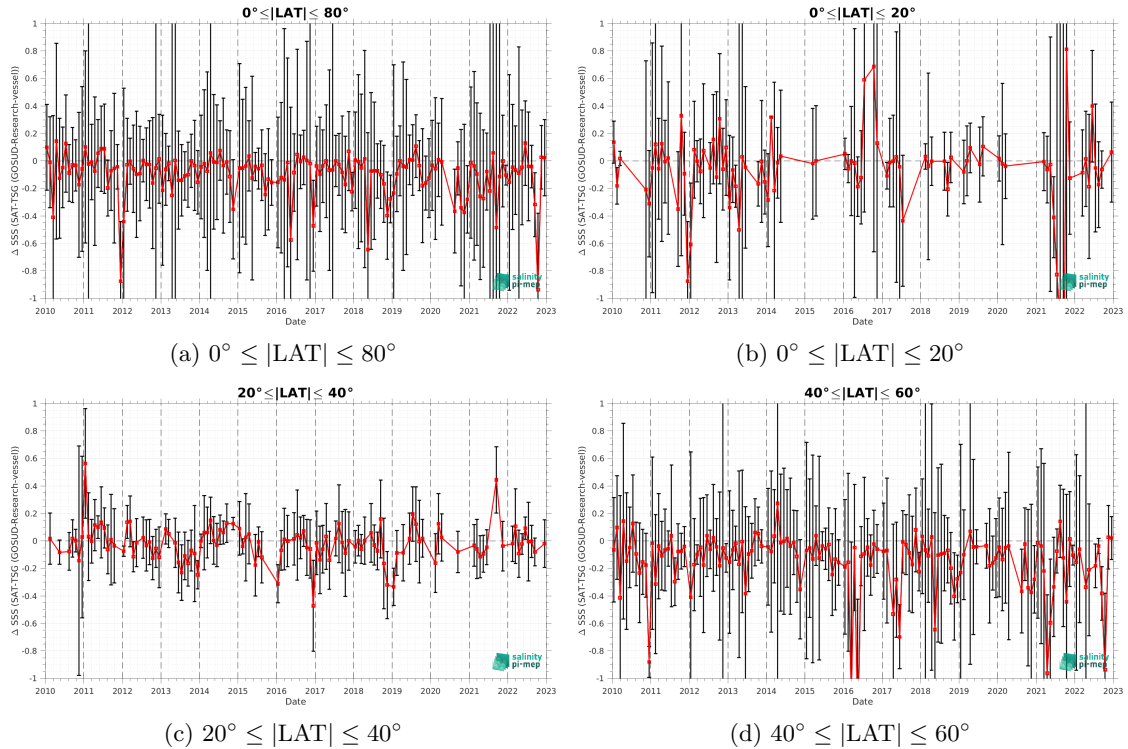 0°≤|LAT|≤ 80°
Δ SSS (SAT-TSG (GOSUD-Research-vessel))
1
0.8
0.6
0.4
0.2
0
-0.2
-0.4
-0.6
-0.8
-1
salinity
pi-mep
2010 2011 2012 2013 2014 2015 2016 2017 2018 2019 2020 2021 2022 2023
Date
(a) 0° ≤ |LAT| ≤ 80°
0°≤|LAT|≤ 20°
Δ SSS (SAT-TSG (GOSUD-Research-vessel))
1
0.8
0.6
0.4
0.2
0
-0.2
-0.4
-0.6
-0.8
-1
salinity
pi-mep
2010 2011 2012 2013 2014 2015 2016 2017 2018 2019 2020 2021 2022 2023
Date
(b) 0° ≤ |LAT| ≤ 20°
20°≤|LAT|≤ 40°
Δ SSS (SAT-TSG (GOSUD-Research-vessel))
1
0.8
0.6
0.4
0.2
0
-0.2
-0.4
-0.6
-0.8
-1
salinity
pi-mep
2010 2011 2012 2013 2014 2015 2016 2017 2018 2019 2020 2021 2022 2023
Date
(c) 20° ≤ |LAT| ≤ 40°
40°≤|LAT|≤ 60°
Δ SSS (SAT-TSG (GOSUD-Research-vessel))
1
0.8
0.6
0.4
0.2
0
-0.2
-0.4
-0.6
-0.8
-1
salinity
pi-mep
2010 2011 2012 2013 2014 2015 2016 2017 2018 2019 2020 2021 2022 2023
Date
(d) 40° ≤ |LAT| ≤ 60°